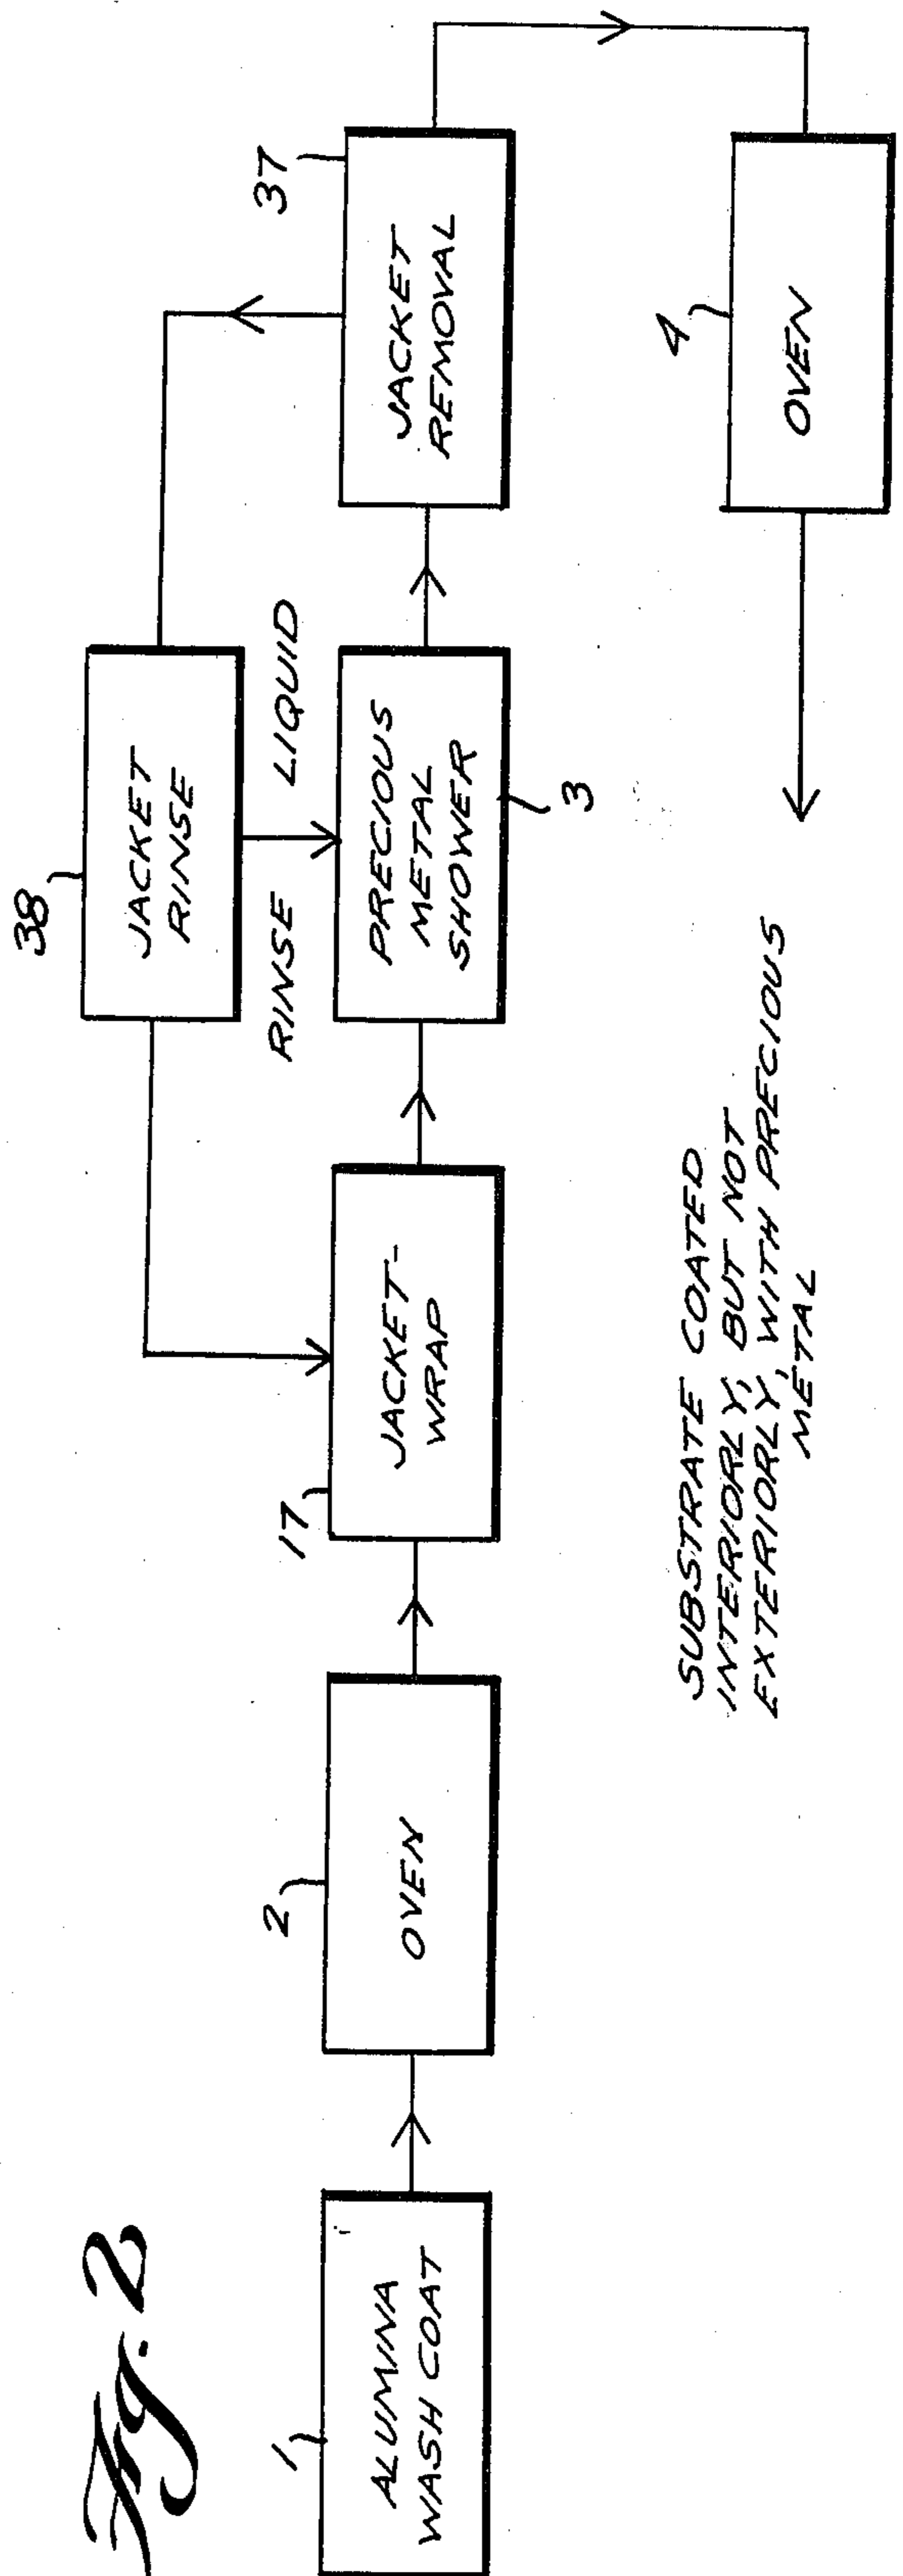 Fig. 2
1
ALUMINA
WASH COAT
2
OVEN
17
JACKET-
WRAP
38
JACKET
RINSE
RINSE LIQUID
PRECIOUS
METAL
SHOWER
3
37
JACKET
REMOVAL
4
OVEN
SUBSTRATE COATED
INTERIORLY, BUT NOT
EXTERIORLY, WITH PRECIOUS
METAL